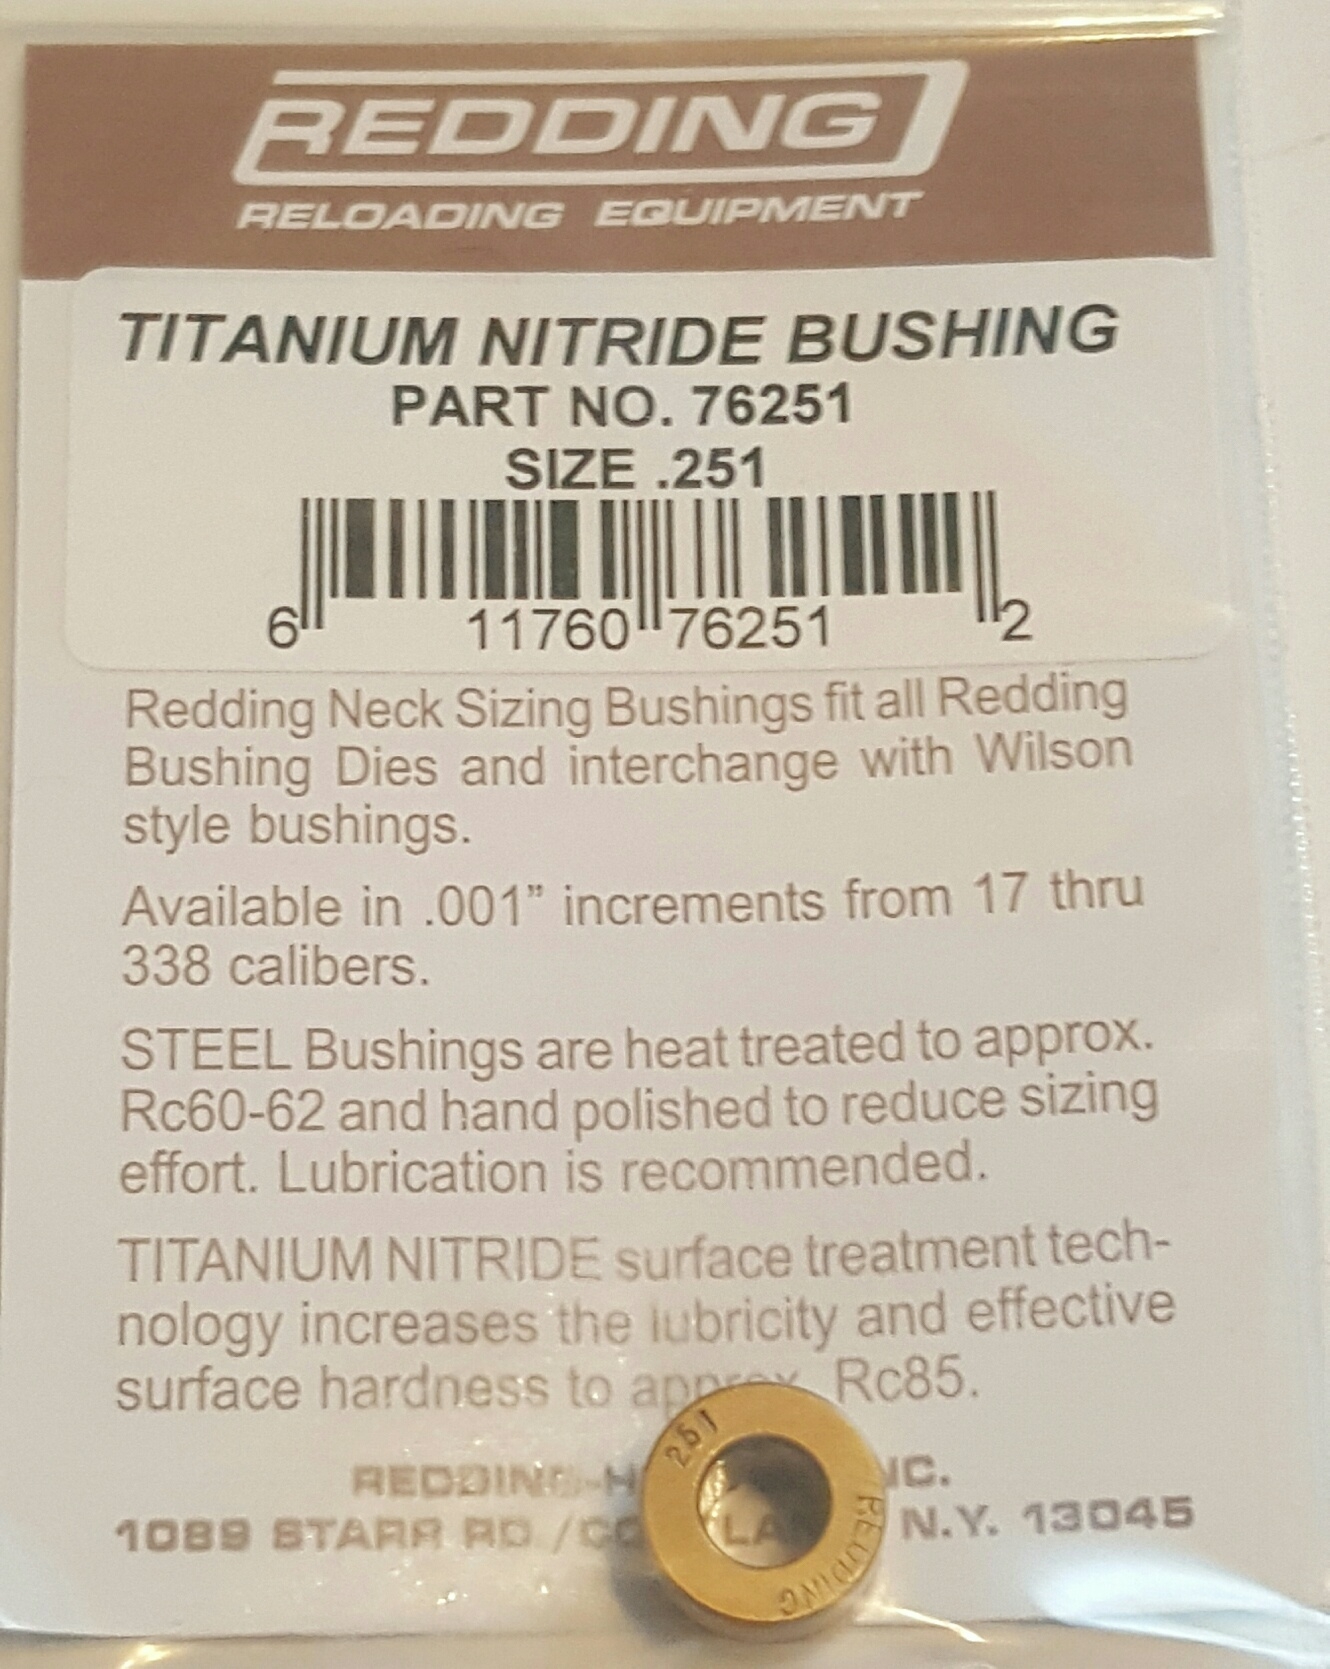 REDDING
RELOADING EQUIPMENT
TITANIUM NITRIDE BUSHING
PART NO. 76251
SIZE .251
6 11760 76251 2
Redding Neck Sizing Bushings fit all Redding
Bushing Dies and interchange with Wilson
style bushings.
Available in .001” increments from 17 thru
338 calibers.
STEEL Bushings are heat treated to approx.
Rc60-62 and hand polished to reduce sizing
effort. Lubrication is recommended.
TITANIUM NITRIDE surface treatment tech-
nology increases the lubricity and effective
surface hardness to approx. Rc85.
251
REDDING
1089 STARR RD./ N.Y. 13045